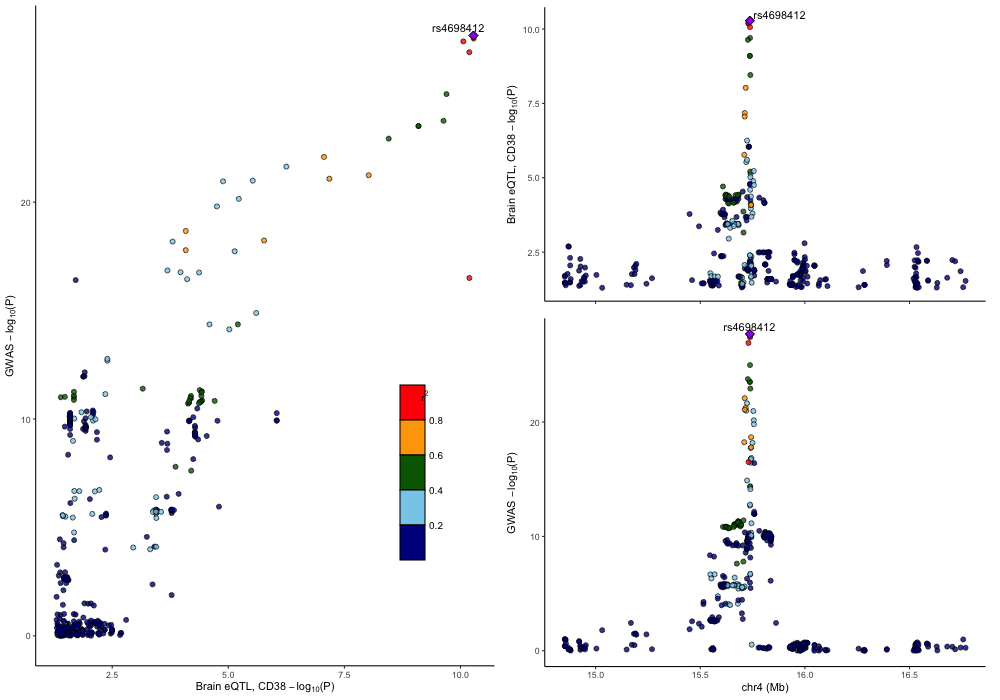 rs4698412
20
10
0
GWAS − log10(P)
2.5
5.0
7.5
10.0
Brain eQTL, CD38 − log10(P)
r2
0.8
0.6
0.4
0.2
rs4698412
10.0
7.5
5.0
2.5
Brain eQTL, CD38 − log10(P)
rs4698412
20
10
0
GWAS − log10(P)
15.0
15.5
16.0
16.5
chr4 (Mb)